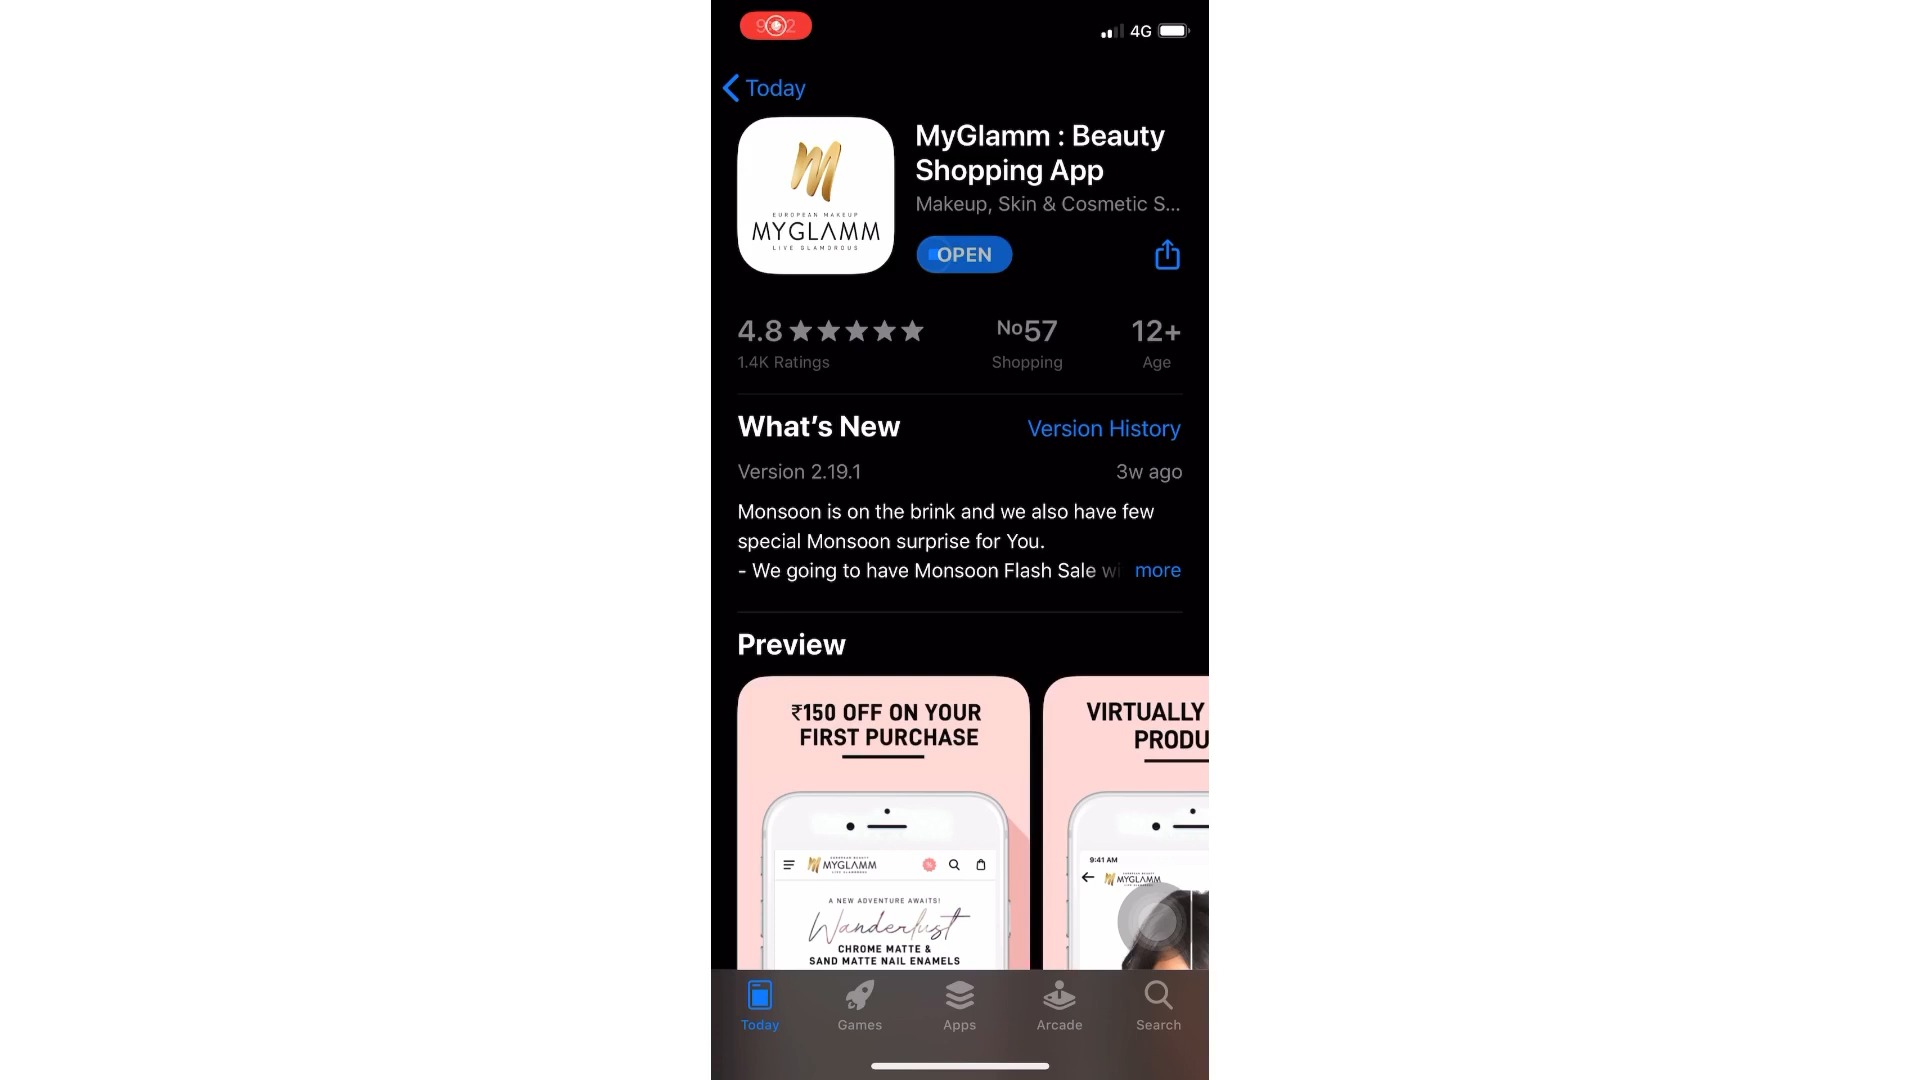 4G
Today
MyGlamm : Beauty
Shopping App
Makeup, Skin & Cosmetic S...
EUROPEAN MAKEUP
MYGLAMM
LIVE GLAMOROUS
OPEN
4.8
No57
12+
1.4K Ratings
Shopping
Age
What's New
Version History
Version 2.19.1
3w ago
Monsoon is on the brink and we also have few
special Monsoon surprise for You.
- We going to have Monsoon Flash Sale wi
more
Preview
₹150 OFF ON YOUR
FIRST PURCHASE
VIRTUALLY
PRODU
MYGLAMM
A NEW ADVENTURE AWAITS!
Wanderlust
CHROME MATTE &
SAND MATTE NAIL ENAMELS
9:41 AM
MYGLAMM
Today
Games
Apps
Arcade
Search